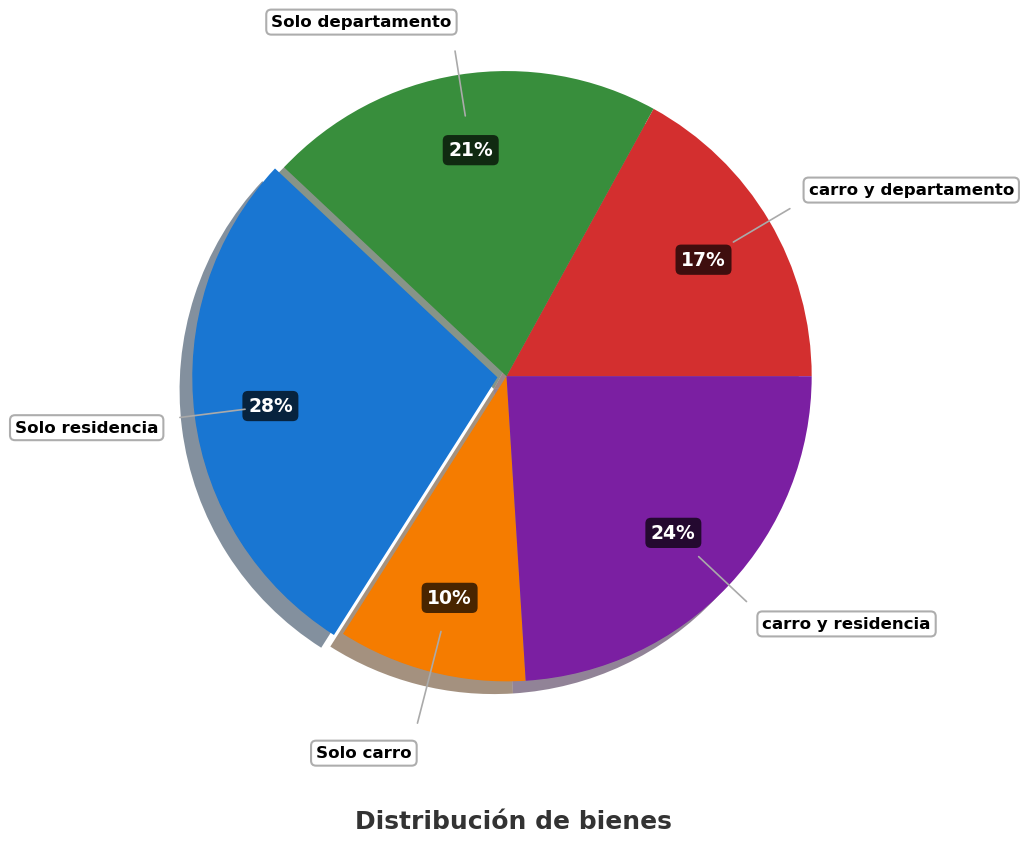 Solo departamento
21%
carro y departamento
17%
28%
Solo residencia
24%
10%
carro y residencia
Solo carro
Distribución de bienes